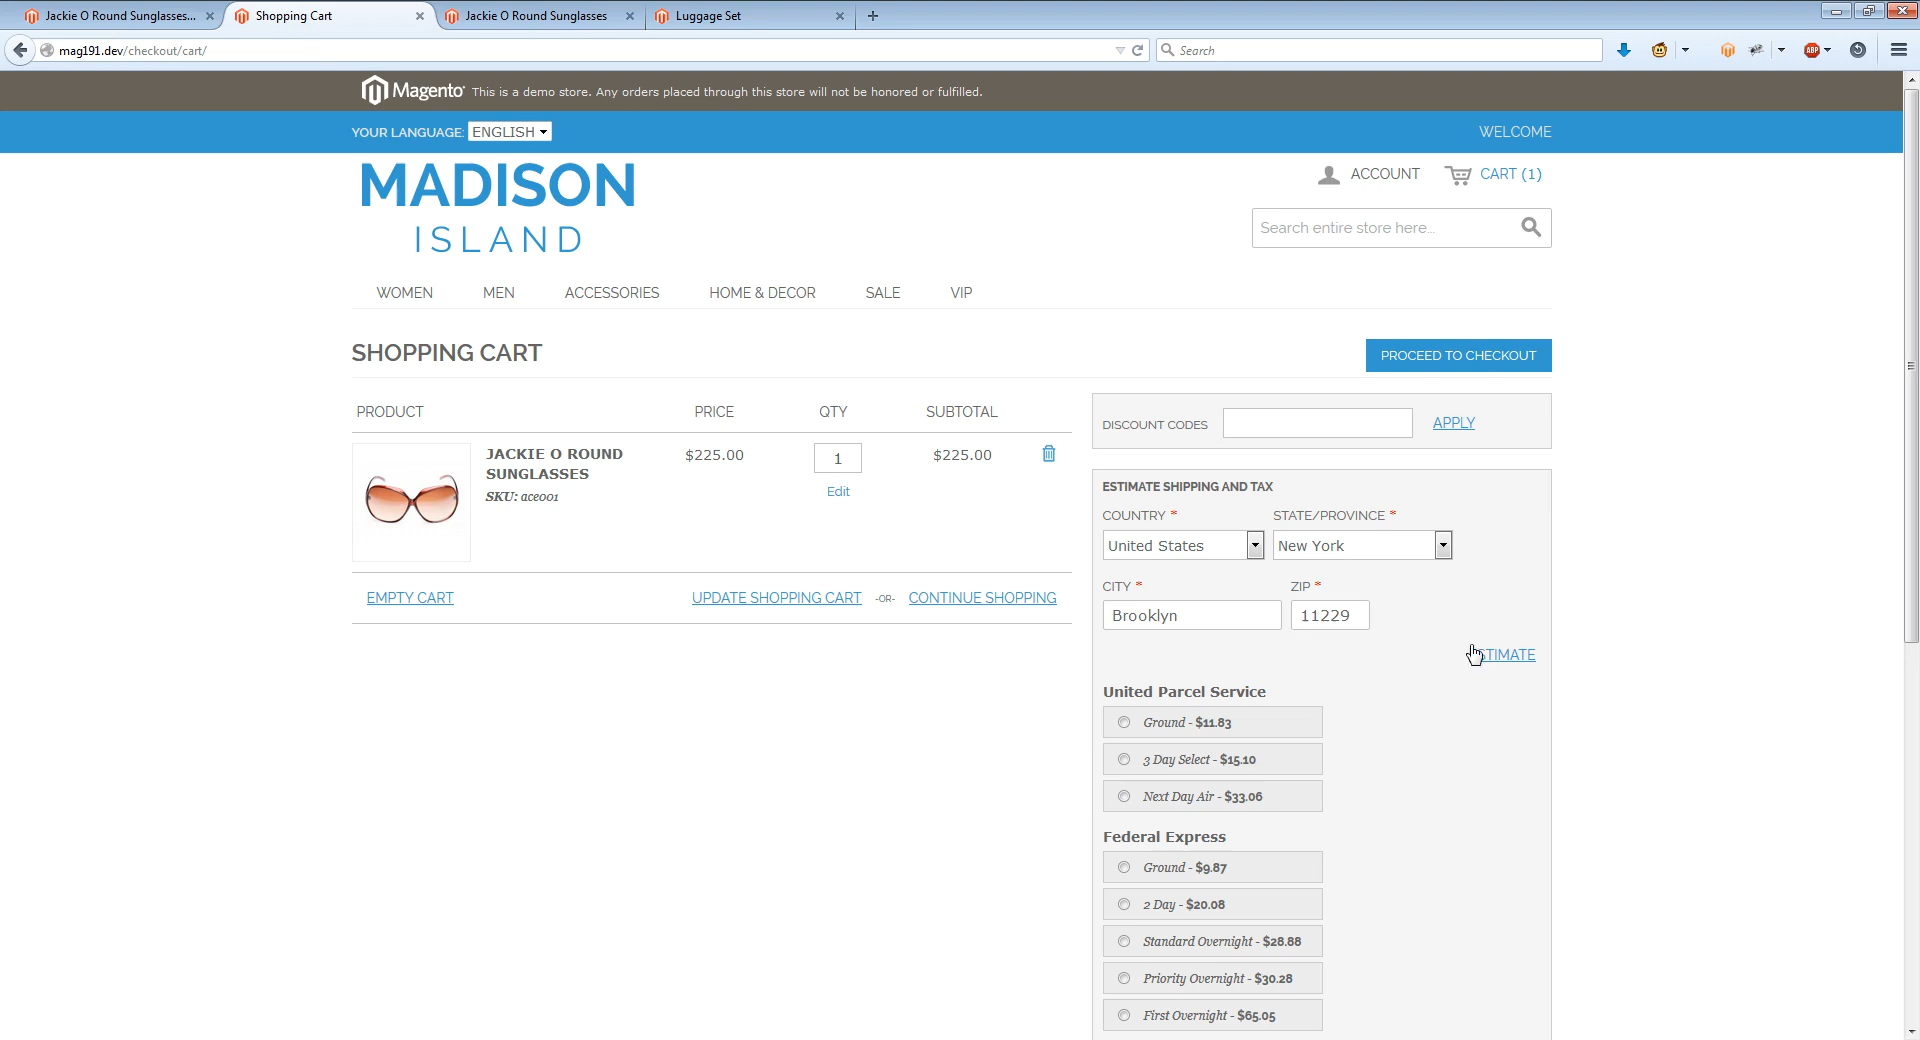 Jackie O Round Sunglasses...
Shopping Cart
Jackie O Round Sunglasses
Luggage Set
mag191.dev/checkout/cart/
Search
ABP
Magento This is a demo store. Any orders placed through this store will not be honored or fulfilled.
YOUR LANGUAGE: ENGLISH
WELCOME
MADISON
ISLAND
ACCOUNT
CART (1)
Search entire store here...
WOMEN MEN ACCESSORIES HOME & DECOR SALE VIP
SHOPPING CART
PROCEED TO CHECKOUT
PRODUCT PRICE QTY SUBTOTAL
JACKIE O ROUND
SUNGLASSES
SKU: ace001
$225.00
1
Edit
$225.00
EMPTY CART
UPDATE SHOPPING CART -OR- CONTINUE SHOPPING
DISCOUNT CODES
APPLY
ESTIMATE SHIPPING AND TAX
COUNTRY * STATE/PROVINCE *
United States New York
CITY * ZIP *
Brooklyn 11229
STIMATE
United Parcel Service
Ground - $11.83
3 Day Select - $15.10
Next Day Air - $33.06
Federal Express
Ground - $9.87
2 Day - $20.08
Standard Overnight - $28.88
Priority Overnight - $30.28
First Overnight - $65.05